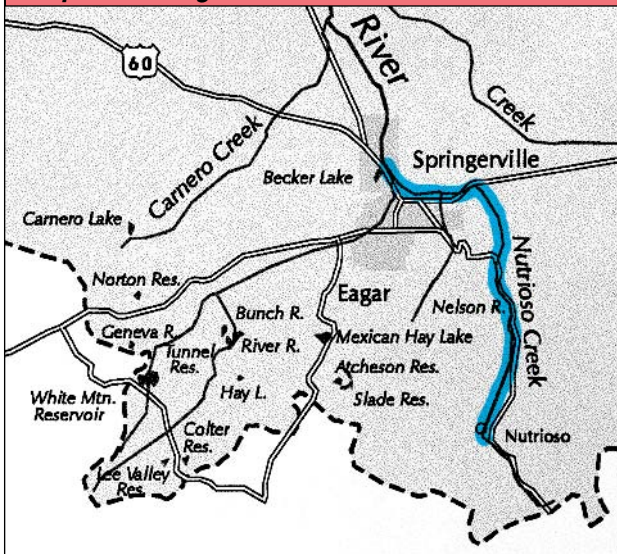 River
60
Creek
Carnero Creek
Springerville
Becker Lake
Carnero Lake
Nutrioso Creek
Norton Res.
Eagar
Nelson R.
Bunch R.
Geneva R.
River R.
Mexican Hay Lake
Tunnel
Res.
Atcheson Res.
Hay L.
Slade Res.
White Mtn.
Reservoir
Colter
Res.
Nutrioso
Lee Valley
Res.